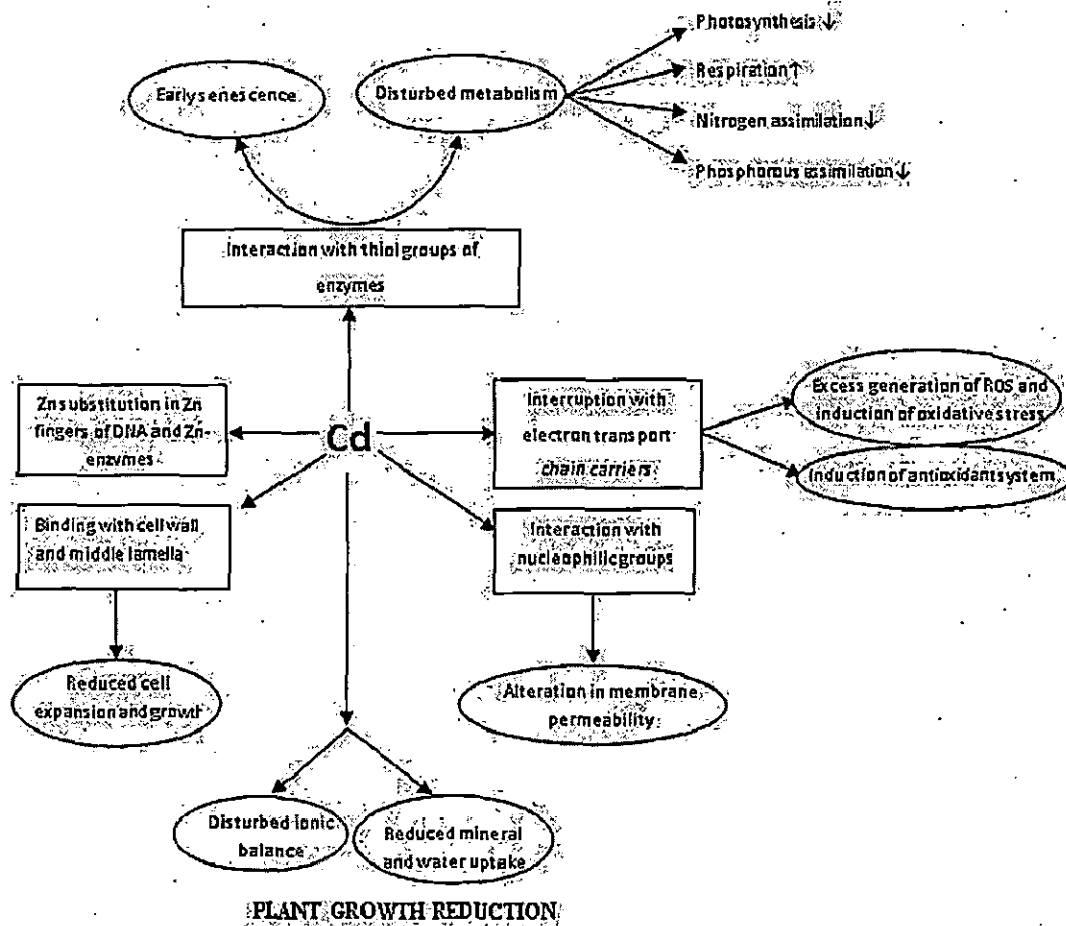 Photosynthesis↓
Respiration↑
Nitrogen assimilation↓
Phosphorous assimilation↓
Early senescence
Disturbed metabolism
Interaction with thiol groups of
enzymes
Zn substitution in Zn
fingers of DNA and Zn-
enzymes
Cd
Interruption with
electron transport
chain carriers
Excess generation of ROS and
induction of oxidative stress
Induction of antioxidant system
Binding with cell wall
and middle lamella
Interaction with
nucleophilic groups
Reduced cell
expansion and growth
Alteration in membrane
permeability
Disturbed ionic
balance
Reduced mineral
and water uptake
PLANT GROWTH REDUCTION